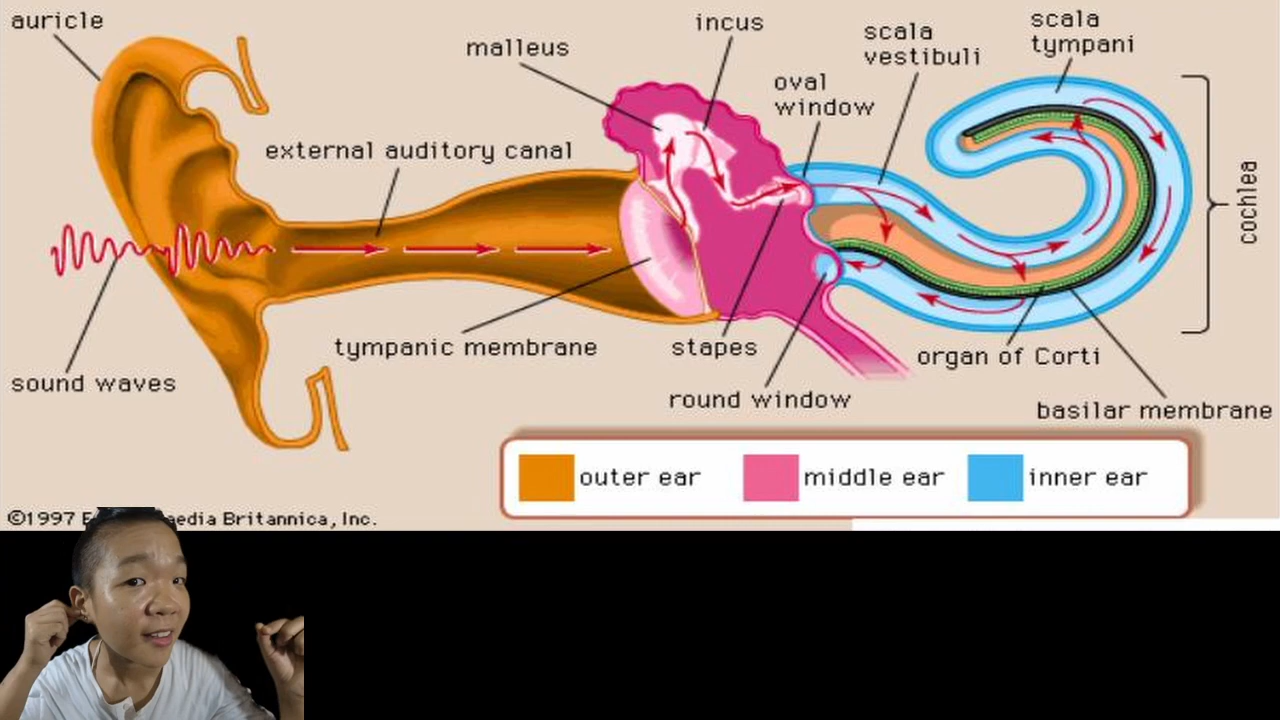 auricle
malleus
incus
scala
vestibuli
scala
tympani
oval
window
external auditory canal
cochlea
tympanic membrane
stapes
organ of Corti
sound waves
round window
basilar membrane
outer ear
middle ear
inner ear
©1997 E aedia Britannica, Inc.